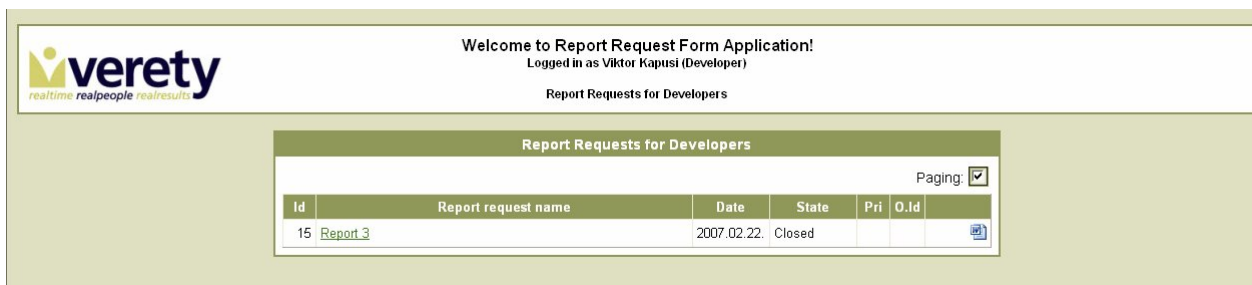 verety
realtime realpeople realresults
Welcome to Report Request Form Application!
Logged in as Viktor Kapusi (Developer)
Report Requests for Developers
Report Requests for Developers
Paging:
Id Report request name Date State Pri O.Id
15 Report 3 2007.02.22. Closed